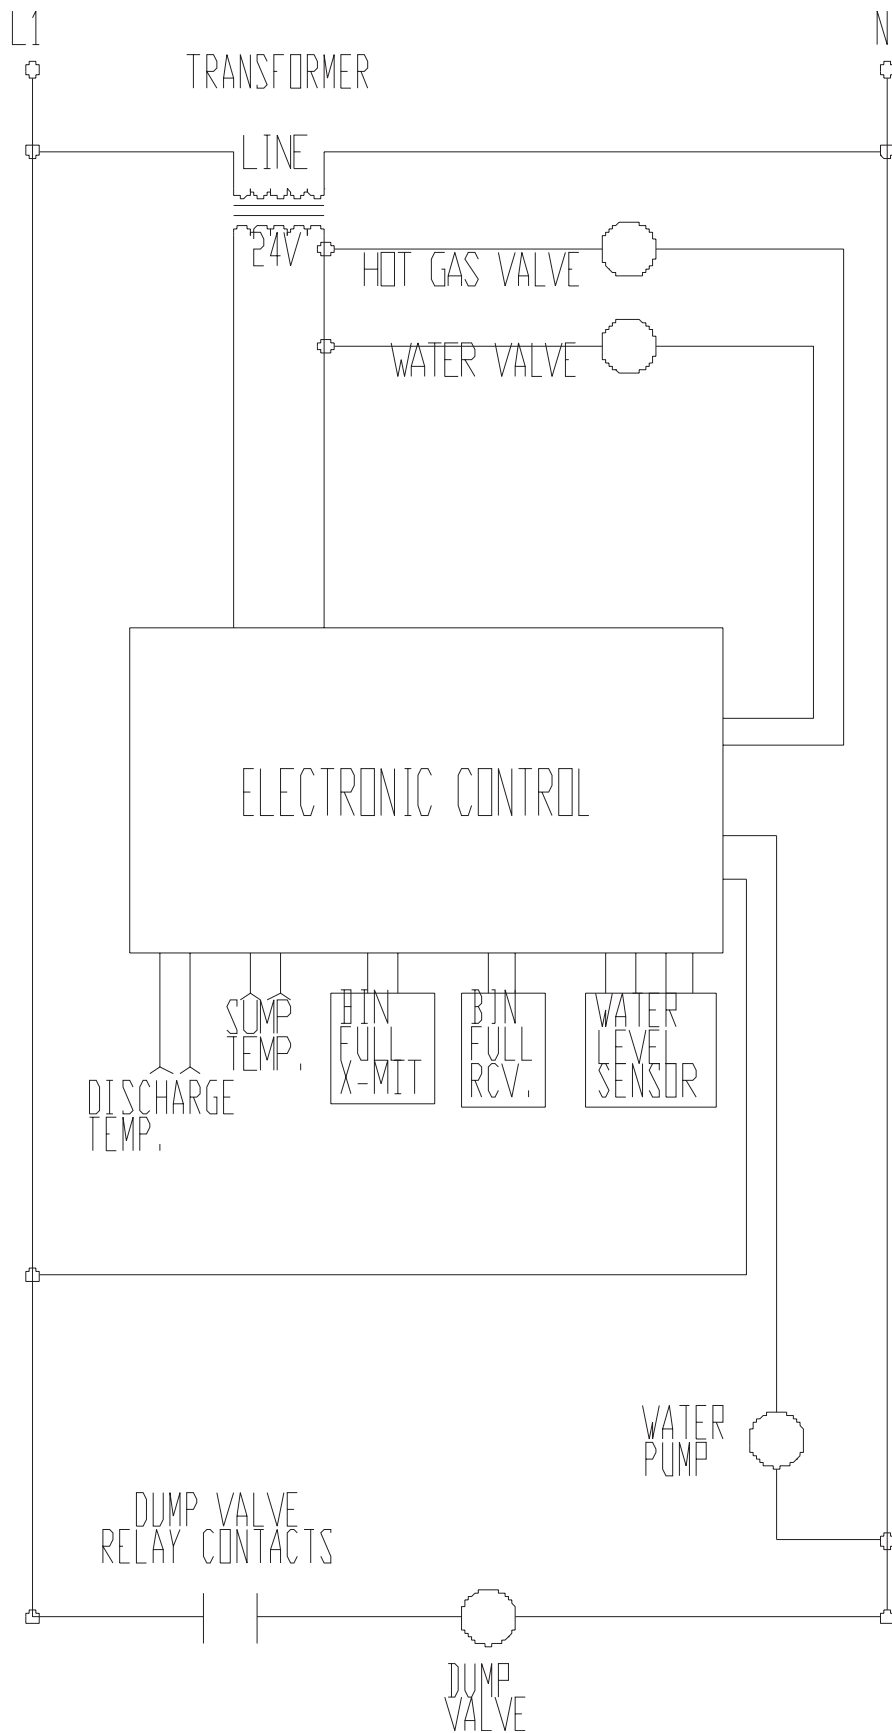 L1
N
TRANSFORMER
LINE
24V
HOT GAS VALVE
WATER VALVE
ELECTRONIC CONTROL
DISCHARGE
TEMP.
SUMP
TEMP.
BIN
FULL
X-MIT
BIN
FULL
RCV.
WATER
LEVEL
SENSOR
WATER
PUMP
DUMP VALVE
RELAY CONTACTS
DUMP
VALVE